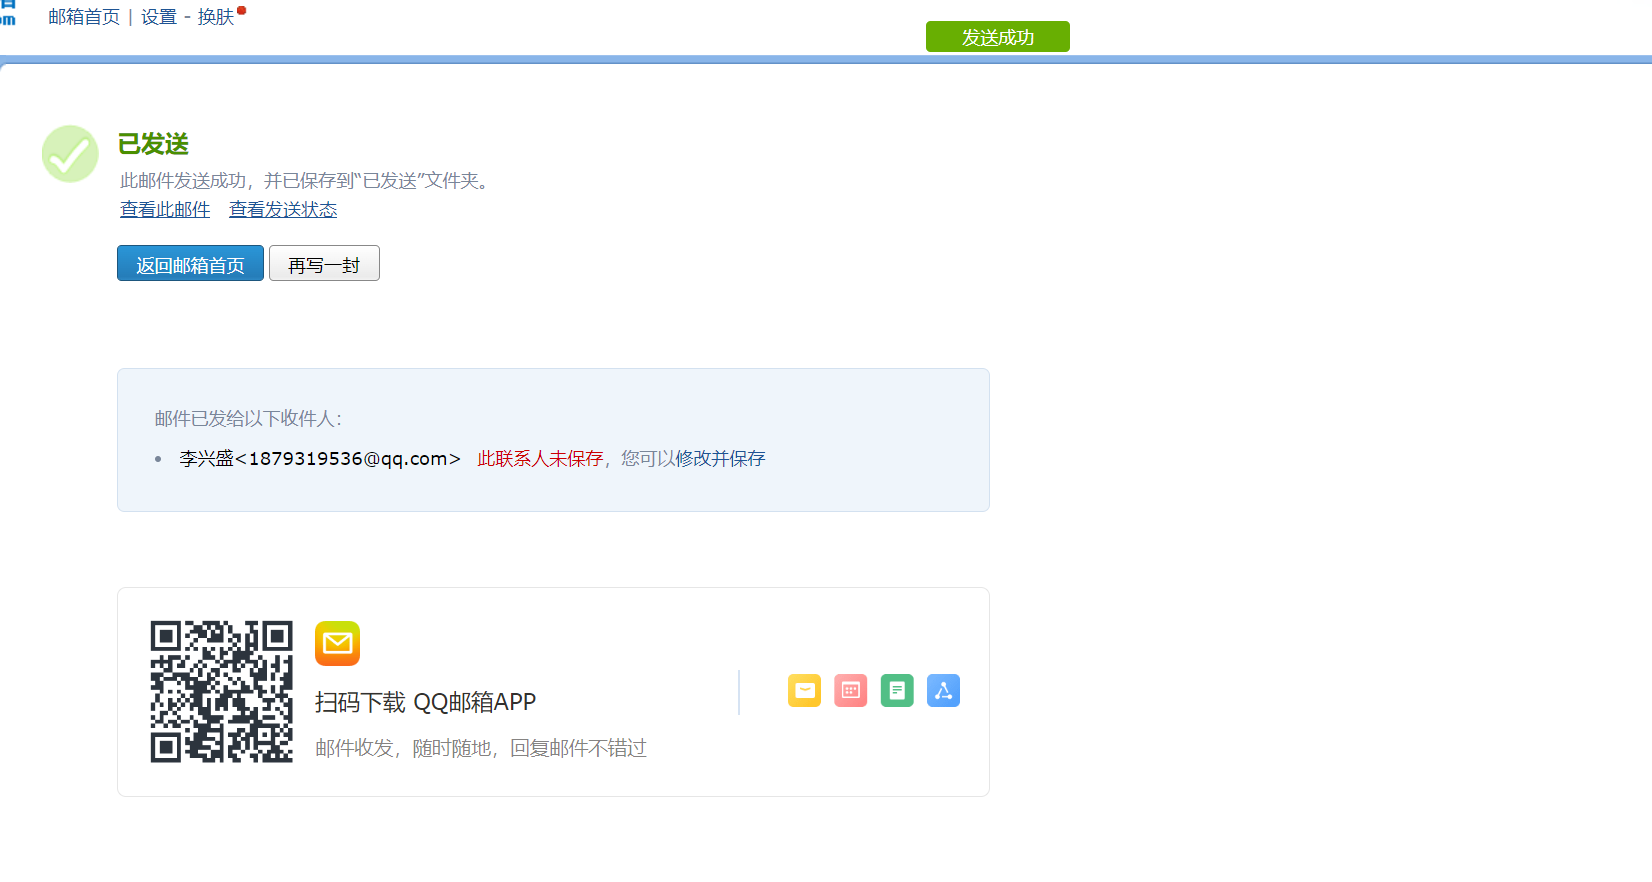 邮箱首页 | 设置 - 换肤
发送成功
已发送
此邮件发送成功，并已保存到“已发送”文件夹。
查看此邮件 查看发送状态
返回邮箱首页 再写一封
邮件已发给以下收件人：
• 李兴盛<1879319536@qq.com> 此联系人未保存，您可以修改并保存
扫码下载 QQ邮箱APP
邮件收发，随时随地，回复邮件不错过